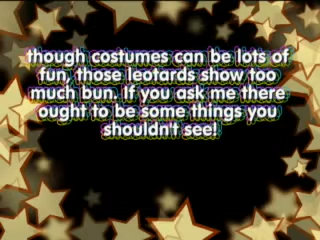 though costumes can be lots of
fun, those leotards show too
much bun. If you ask me there
ought to be some things you
shouldn't see!